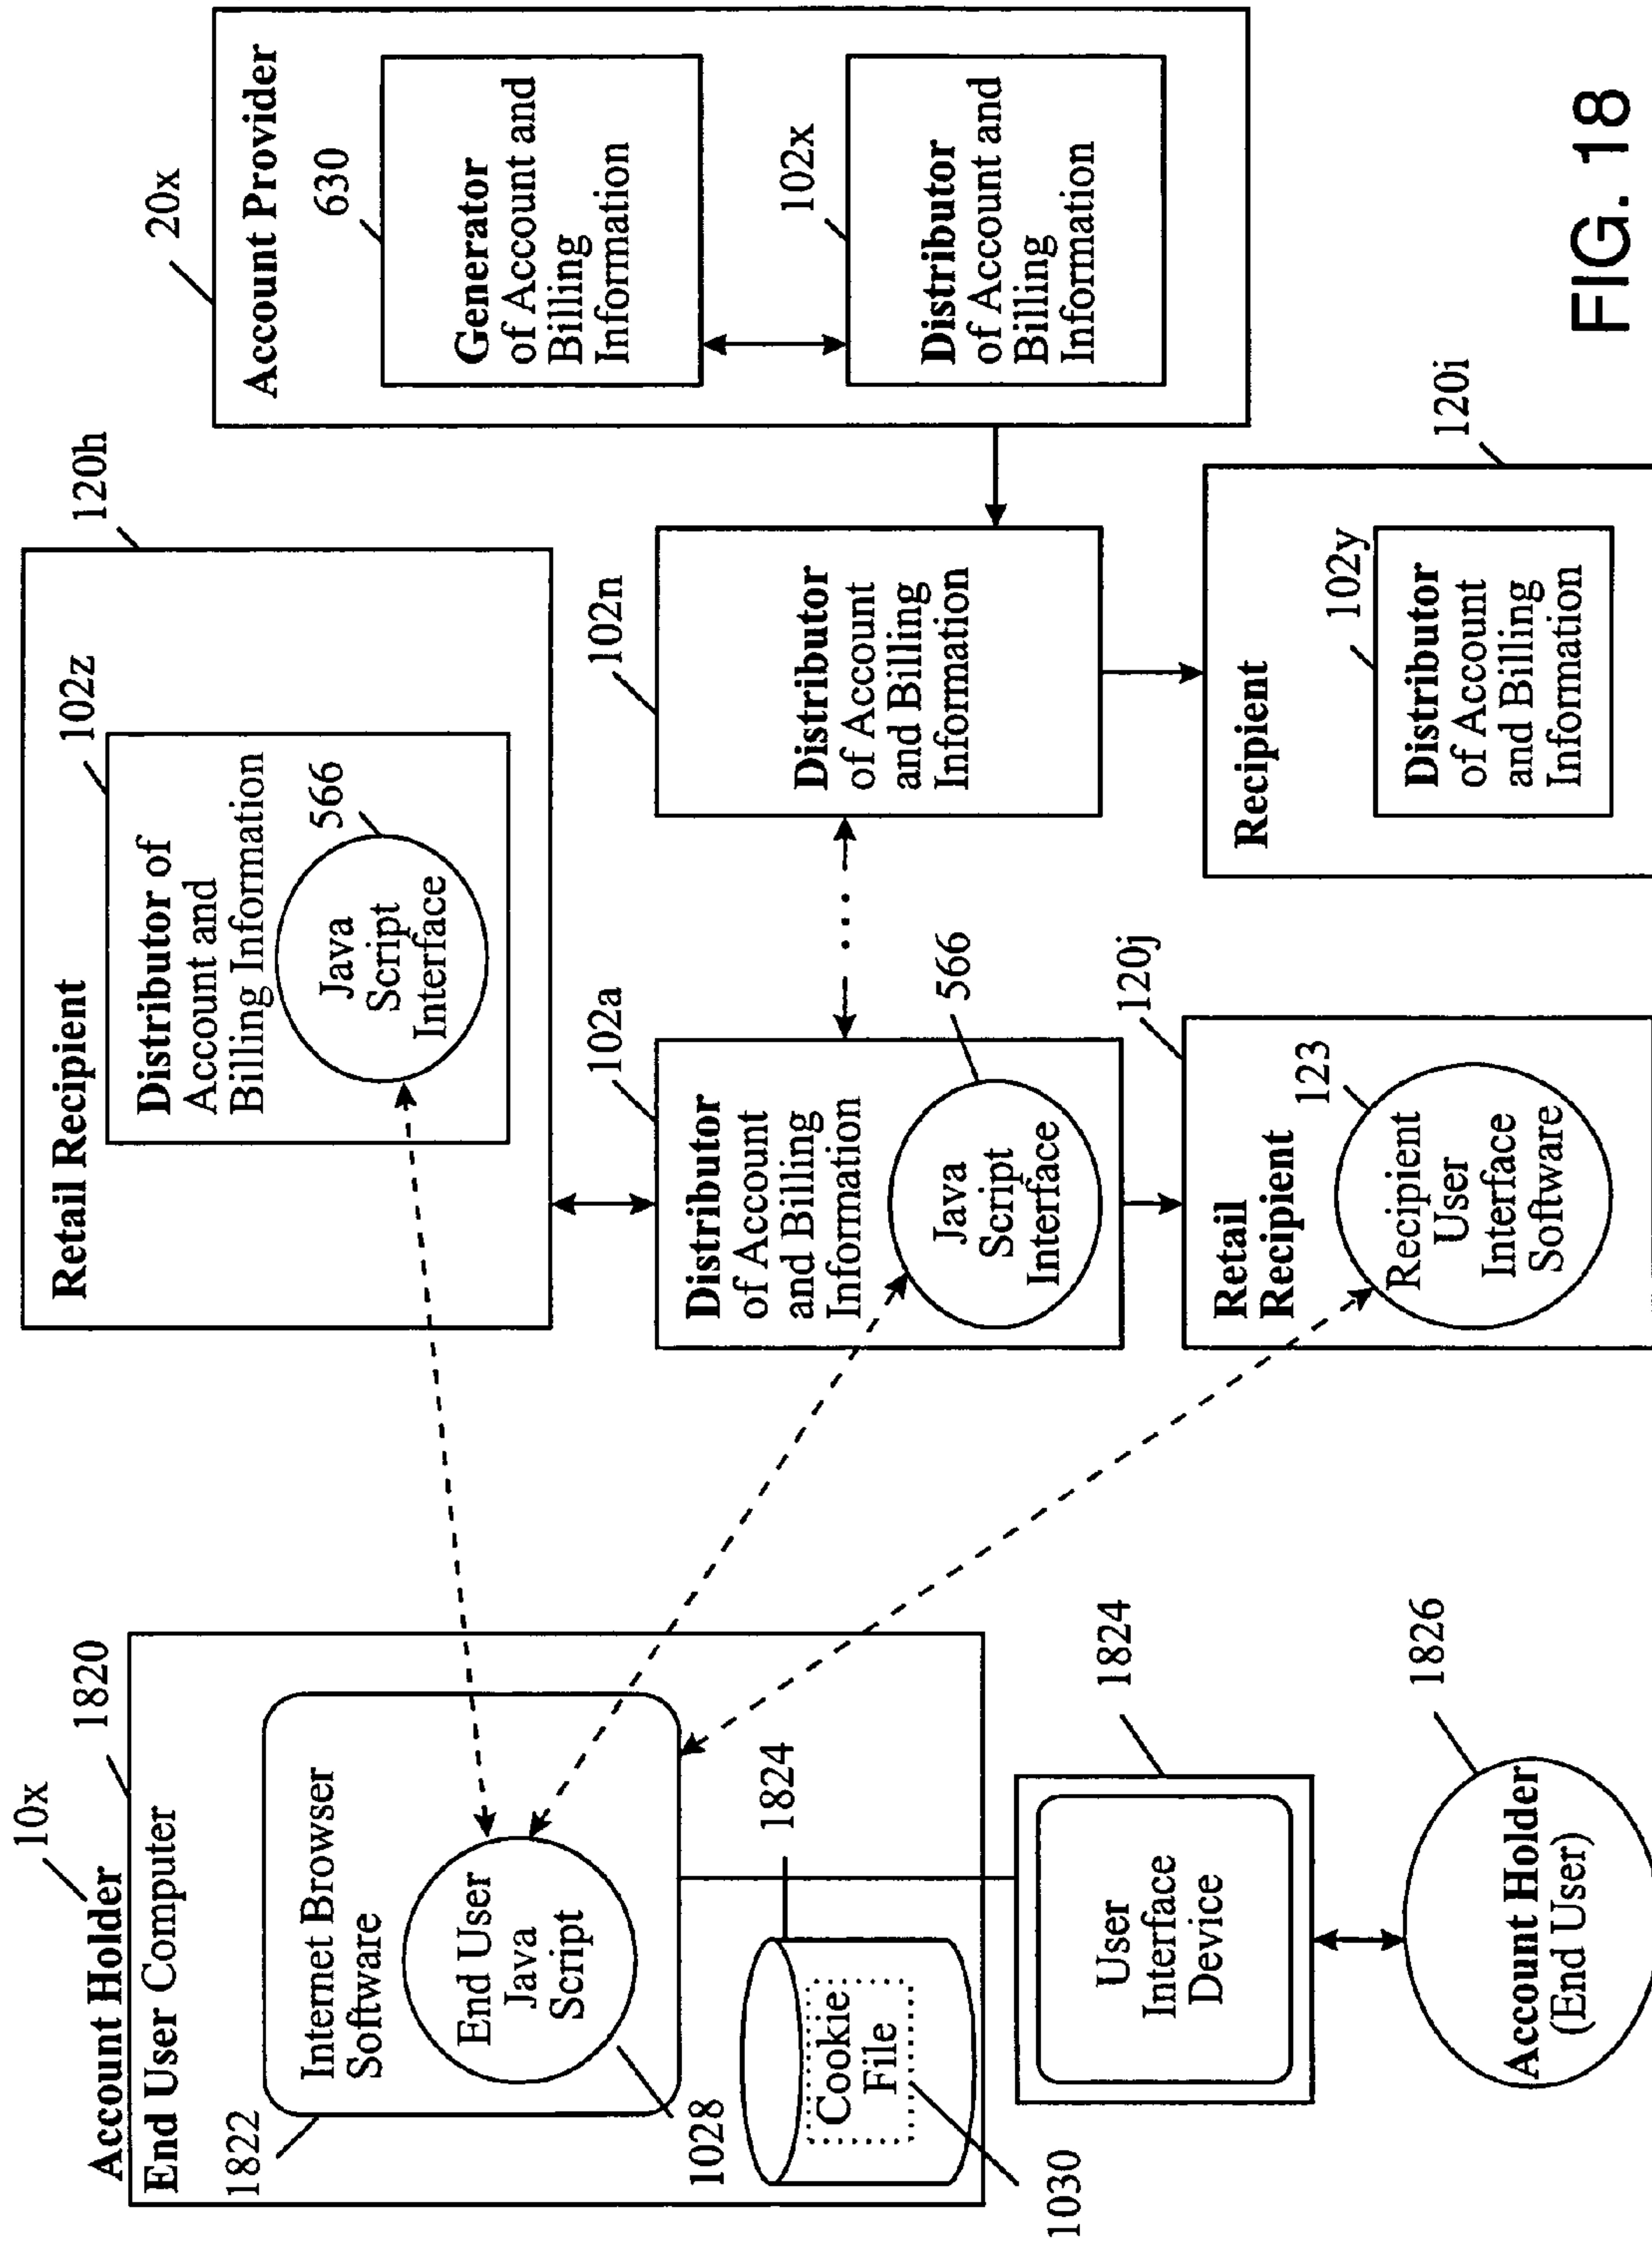 10x
Account Holder
1820
End User Computer
1822
Internet Browser
Software
End User
Java
Script
1028
1824
Cookie
File
1030
User
Interface
Device
1824
Account Holder
(End User)
1826
120h
Retail Recipient
102z
Distributor of
Account and
Billing Information
566
Java
Script
Interface
102a
Distributor
of Account
and Billing
Information
566
Java
Script
Interface
120j
Retail
Recipient
123
Recipient
User
Interface
Software
102n
Distributor
of Account
and Billing
Information
120i
Recipient
102y
Distributor
of Account
and Billing
Information
20x
Account Provider
630
Generator
of Account and
Billing
Information
102x
Distributor
of Account and
Billing
Information
FIG. 18